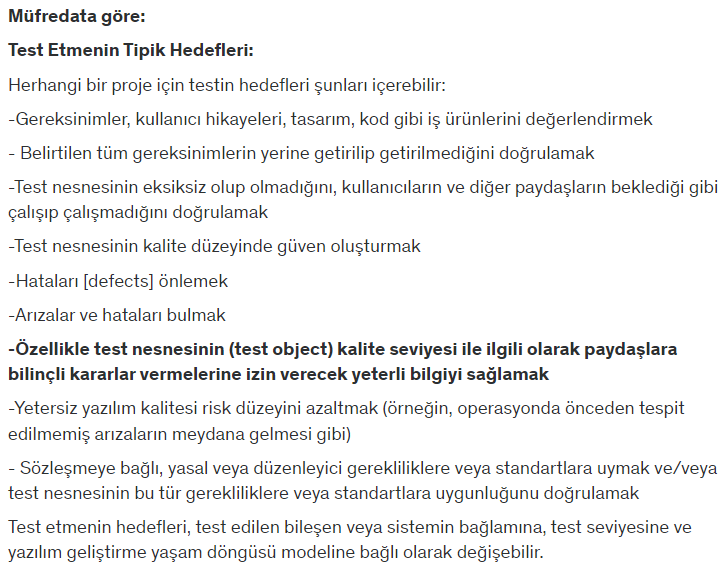 Müfredata göre:
Test Etmenin Tipik Hedefleri:
Herhangi bir proje için testin hedefleri şunları içerebilir:
-Gereksinimler, kullanıcı hikayeleri, tasarım, kod gibi iş ürünlerini değerlendirmek
- Belirtilen tüm gereksinimlerin yerine getirilip getirilmediğini doğrulamak
-Test nesnesinin eksiksiz olup olmadığını, kullanıcıların ve diğer paydaşların beklediği gibi
çalışıp çalışmadığını doğrulamak
-Test nesnesinin kalite düzeyinde güven oluşturmak
-Hataları [defects] önlemek
-Arızalar ve hataları bulmak
-Özellikle test nesnesinin (test object) kalite seviyesi ile ilgili olarak paydaşlara
bilinçli kararlar vermelerine izin verecek yeterli bilgiyi sağlamak
-Yetersiz yazılım kalitesi risk düzeyini azaltmak (örneğin, operasyonda önceden tespit
edilmemiş arızaların meydana gelmesi gibi)
- Sözleşmeye bağlı, yasal veya düzenleyici gerekliliklere veya standartlara uymak ve/veya
test nesnesinin bu tür gerekliliklere veya standartlara uygunluğunu doğrulamak
Test etmenin hedefleri, test edilen bileşen veya sistemin bağlamına, test seviyesine ve
yazılım geliştirme yaşam döngüsü modeline bağlı olarak değişebilir.